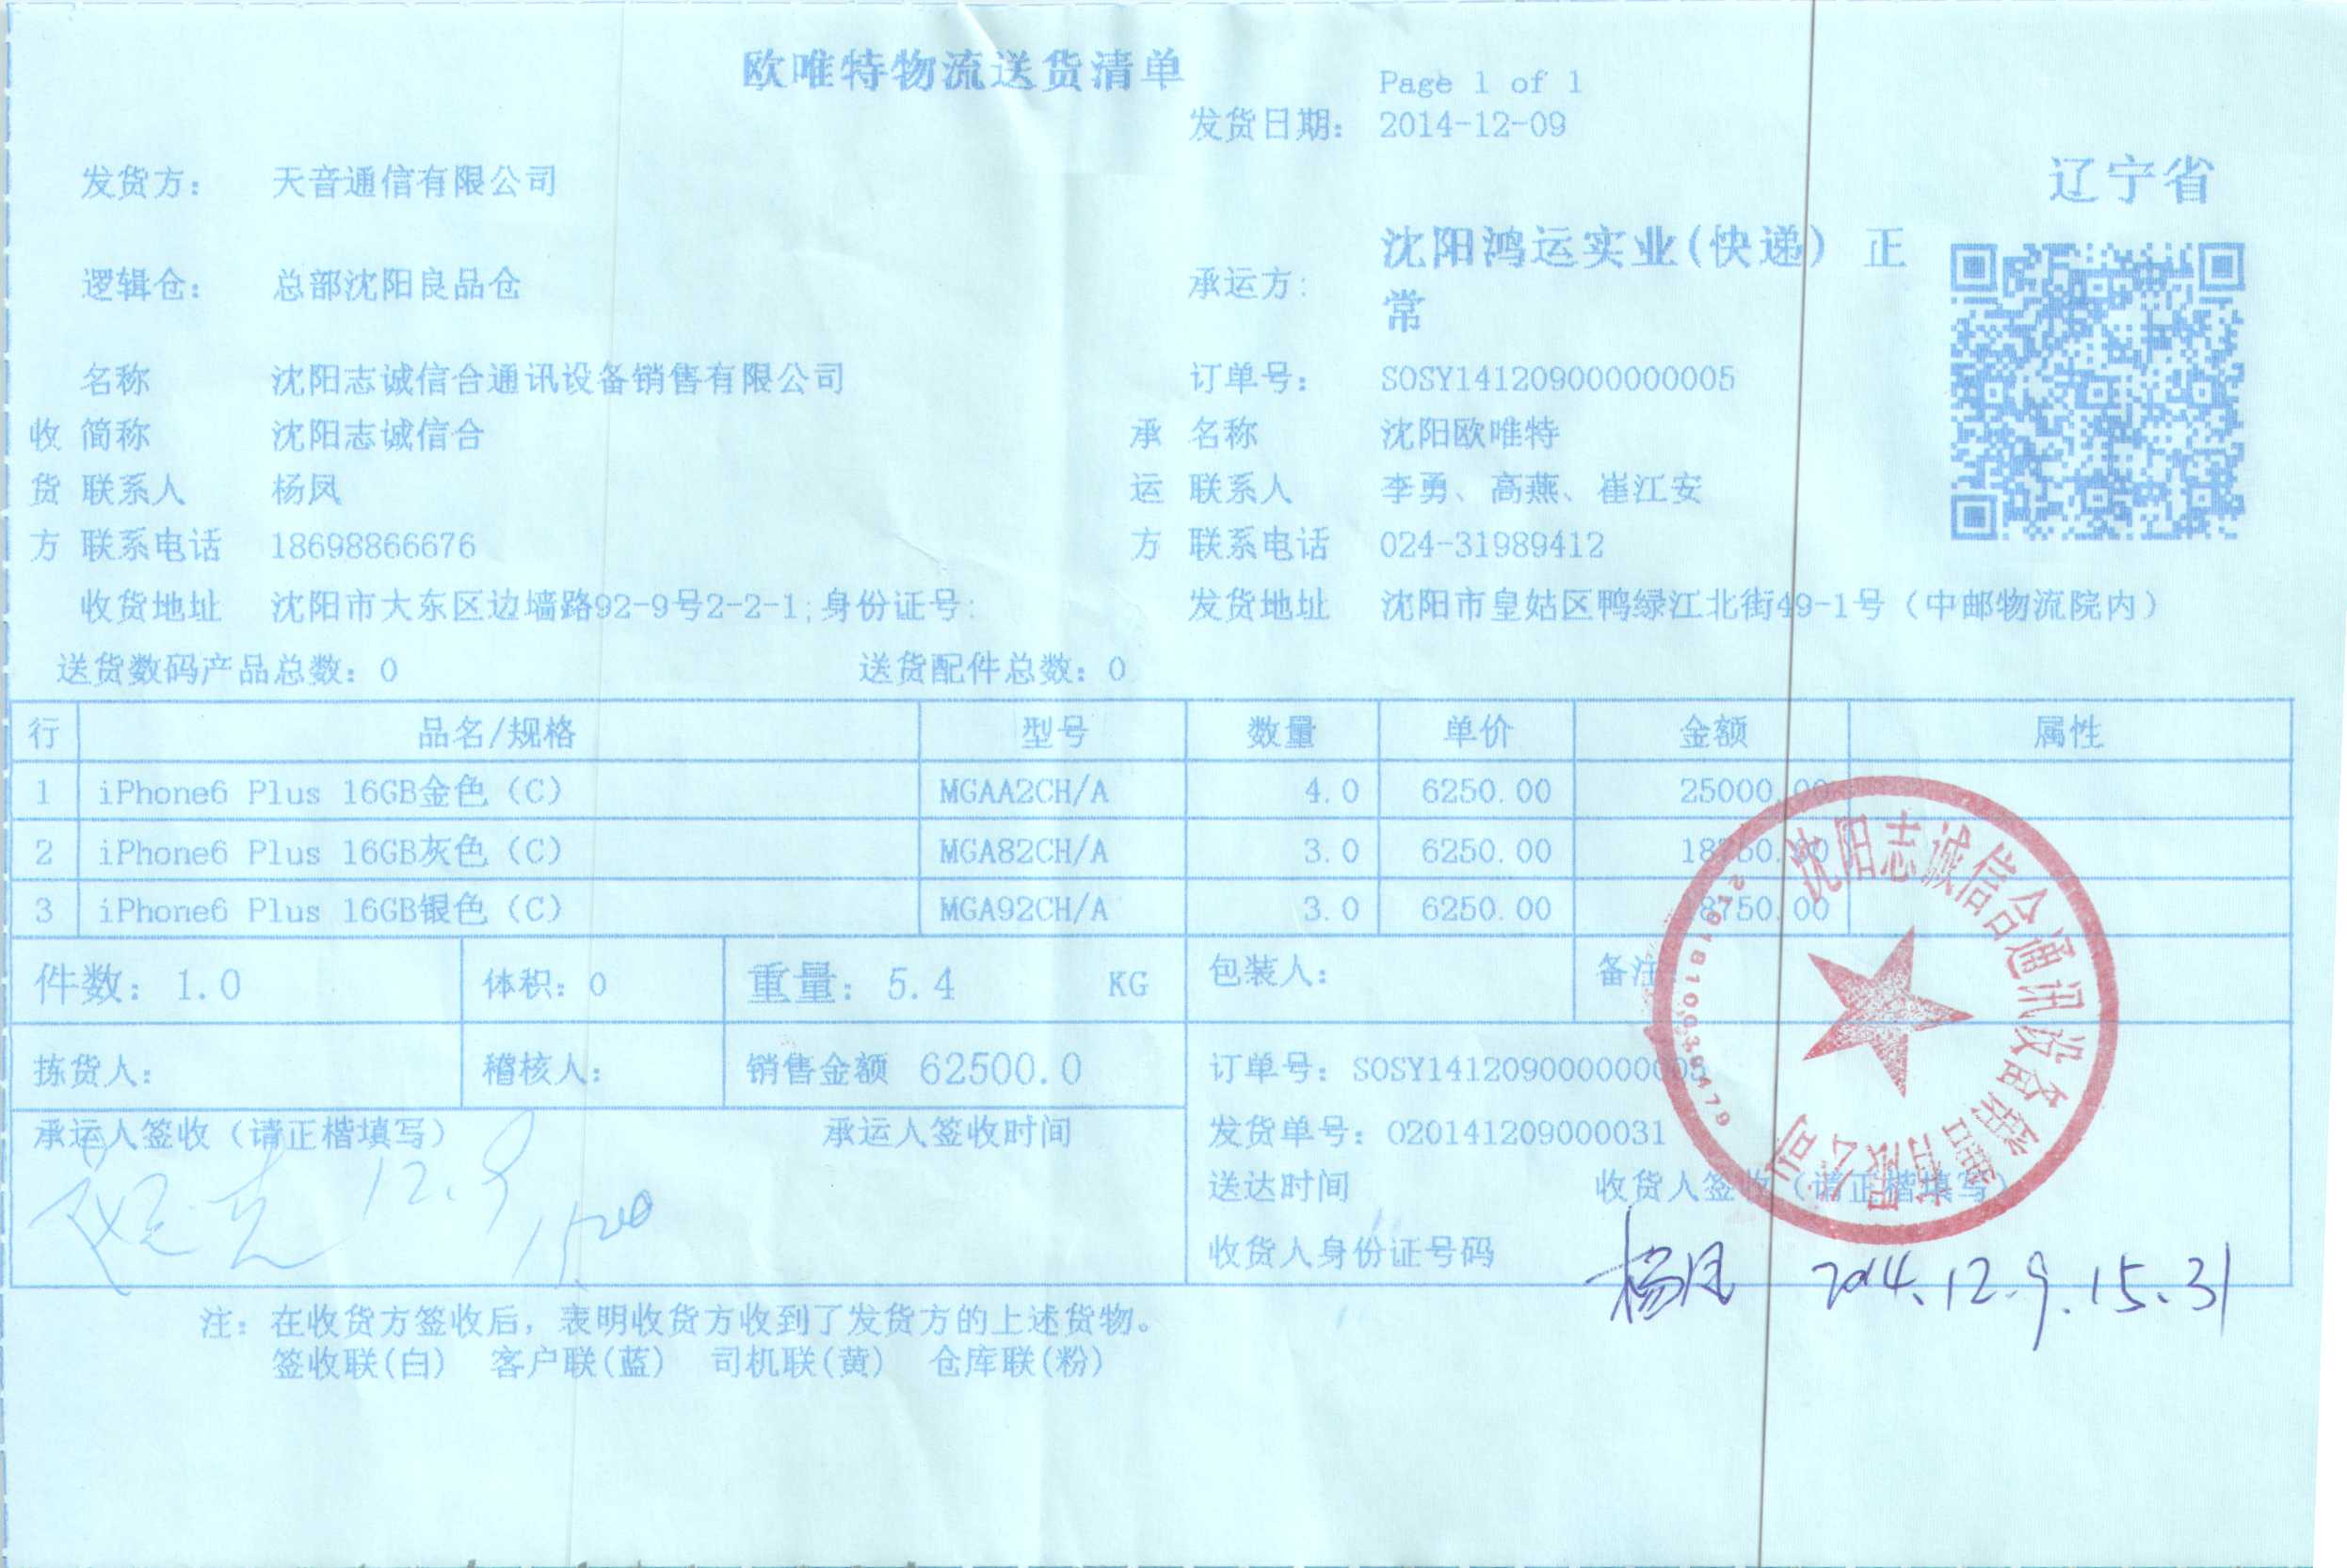 欧唯特物流送货清单
Page 1 of 1
发货日期: 2014-12-09
辽宁省
发货方: 天音通信有限公司
逻辑仓: 总部沈阳良品仓
承运方: 沈阳鸿运实业(快递) 正
常
名称 沈阳志诚信合通讯设备销售有限公司 订单号: SOSY141209000000005
收 简称 沈阳志诚信合 承 名称 沈阳欧唯特
货 联系人 杨凤 运 联系人 李勇、高燕、崔江安
方 联系电话 18698866676 方 联系电话 024-31989412
收货地址 沈阳市大东区边墙路92-9号2-2-1;身份证号: 发货地址 沈阳市皇姑区鸭绿江北街49-1号（中邮物流院内）
送货数码产品总数: 0 送货配件总数: 0
行 品名/规格 型号 数量 单价 金额 属性
1 iPhone6 Plus 16GB金色（C） MGAA2CH/A 4.0 6250.00 25000.00
2 iPhone6 Plus 16GB灰色（C） MGA82CH/A 3.0 6250.00 18750.00
3 iPhone6 Plus 16GB银色（C） MGA92CH/A 3.0 6250.00 18750.00
件数: 1.0 体积: 0 重量: 5.4 KG 包装人: 备注
拣货人: 稽核人: 销售金额 62500.0 订单号: SOSY141209000000005
承运人签收（请正楷填写） 承运人签收时间 发货单号: 020141209000031
12.9
15:20
送达时间 收货人签收（请正楷填写）
收货人身份证号码
杨凤 2014.12.9.15.31
沈阳志诚信合通讯设备销售有限公司
注: 在收货方签收后, 表明收货方收到了发货方的上述货物。
签收联(白) 客户联(蓝) 司机联(黄) 仓库联(粉)